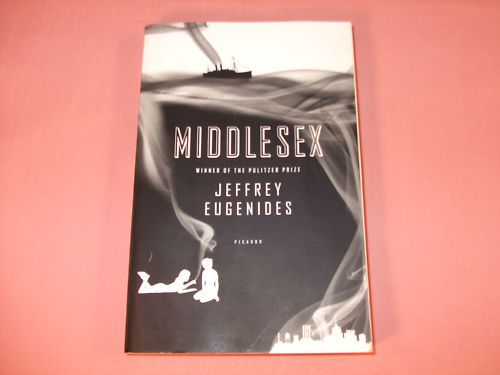 MIDDLESEX
WINNER OF THE PULITZER PRIZE
JEFFREY
EUGENIDES
PICADOR